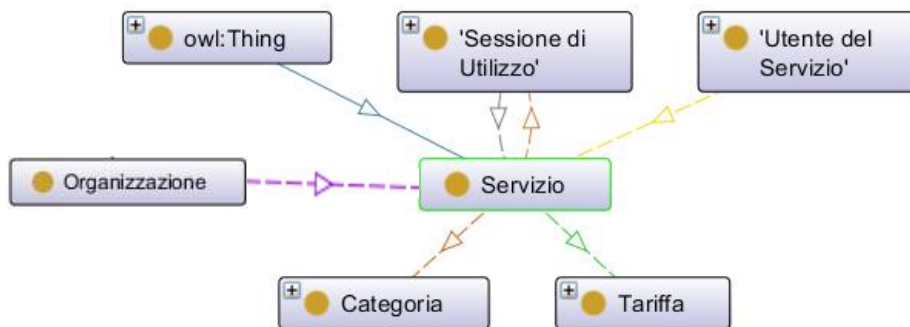 owl:Thing
'Sessione di
Utilizzo'
'Utente del
Servizio'
Organizzazione
Servizio
Categoria
Tariffa